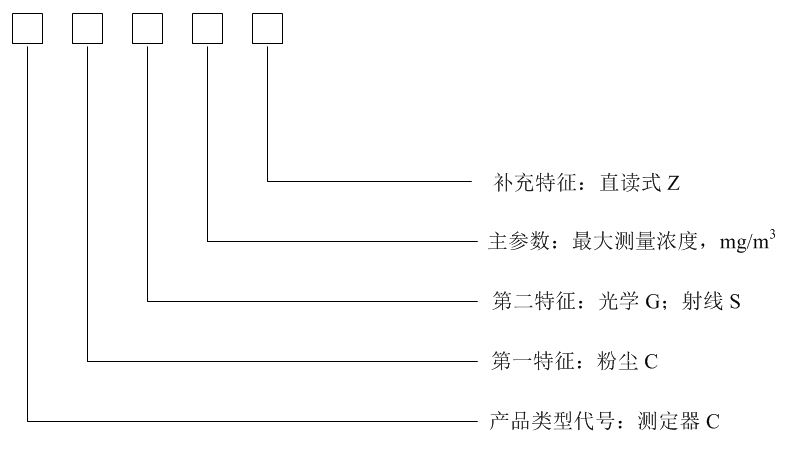 补充特征：直读式 Z
主参数：最大测量浓度，mg/m³
第二特征：光学 G；射线 S
第一特征：粉尘 C
产品类型代号：测定器 C